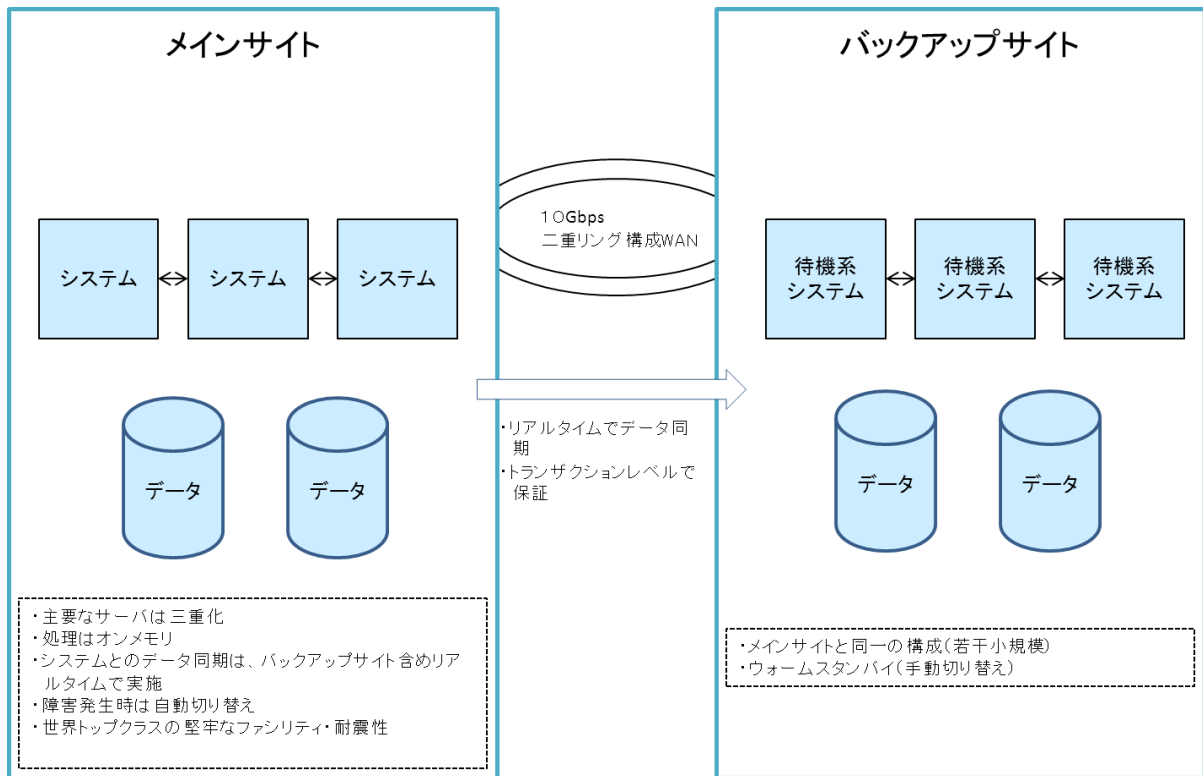 メインサイト
バックアップサイト
10Gbps
二重リング構成WAN
システム
システム
システム
待機系
システム
待機系
システム
待機系
システム
・リアルタイムでデータ同
期
・トランザクションレベルで
保証
データ
データ
データ
データ
・主要なサーバは三重化
・処理はオンメモリ
・システムとのデータ同期は、バックアップサイト含めリア
ルタイムで実施
・障害発生時は自動切り替え
・世界トップクラスの堅牢なファシリティ・耐震性
・メインサイトと同一の構成(若干小規模)
・ウォームスタンバイ(手動切り替え)